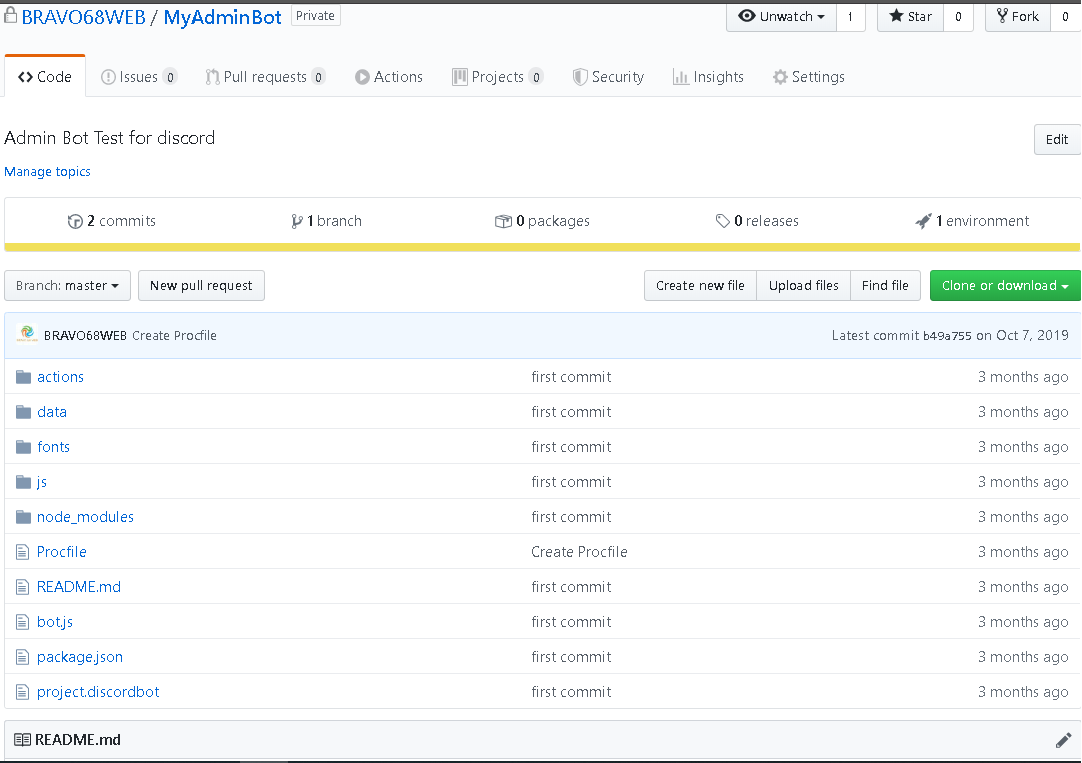 BRAVO68WEB / MyAdminBot Private Unwatch 1 Star 0 Fork 0
Code Issues 0 Pull requests 0 Actions Projects 0 Security Insights Settings
Admin Bot Test for discord Edit
Manage topics
2 commits 1 branch 0 packages 0 releases 1 environment
Branch: master New pull request Create new file Upload files Find file Clone or download
BRAVO68WEB Create Procfile Latest commit b49a755 on Oct 7, 2019
actions first commit 3 months ago
data first commit 3 months ago
fonts first commit 3 months ago
js first commit 3 months ago
node_modules first commit 3 months ago
Procfile Create Procfile 3 months ago
README.md first commit 3 months ago
bot.js first commit 3 months ago
package.json first commit 3 months ago
project.discordbot first commit 3 months ago
README.md